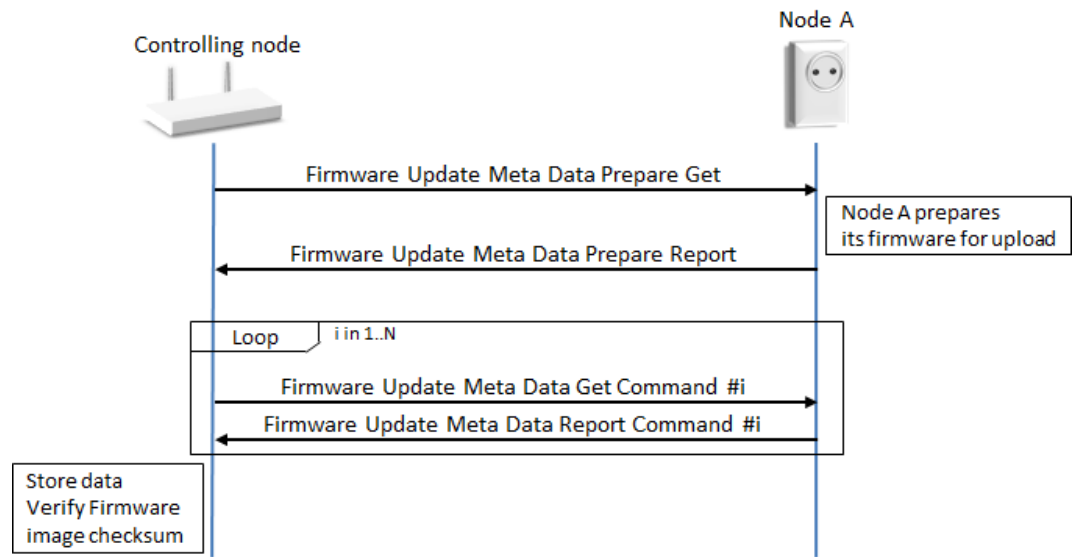 Node A
Controlling node
Firmware Update Meta Data Prepare Get
Node A prepares
its firmware for upload
Firmware Update Meta Data Prepare Report
Loop
i in 1..N
Firmware Update Meta Data Get Command #i
Firmware Update Meta Data Report Command #i
Store data
Verify Firmware
image checksum